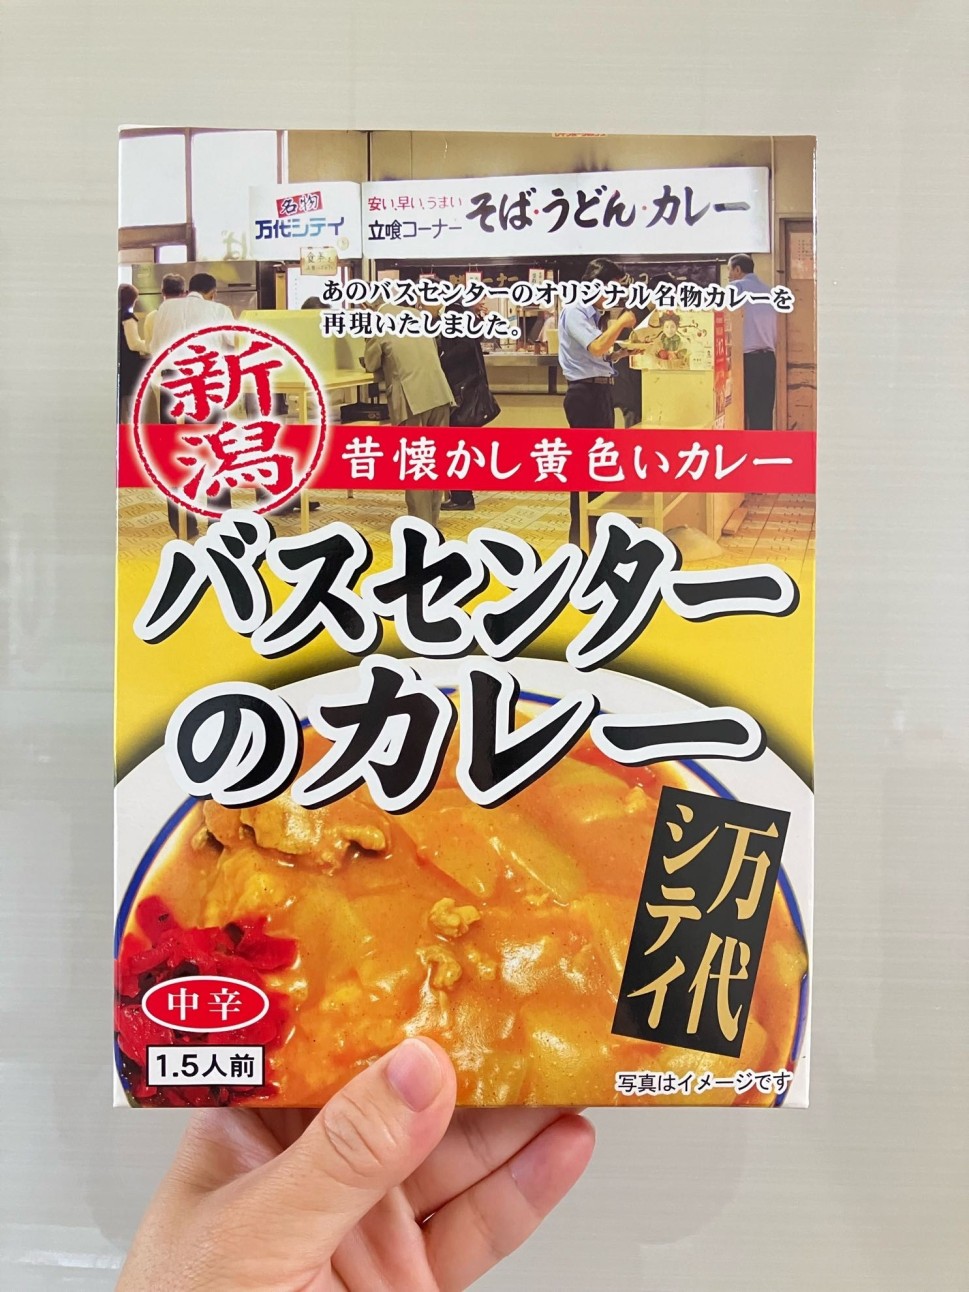 名物
万代シテイ
安い、早い、うまい
立喰コーナー
そば・うどん・カレー
あのバスセンターのオリジナル名物カレーを
再現いたしました。
新潟
昔懐かし黄色いカレー
バスセンター
のカレー
万代
シテイ
中辛
1.5人前
写真はイメージです